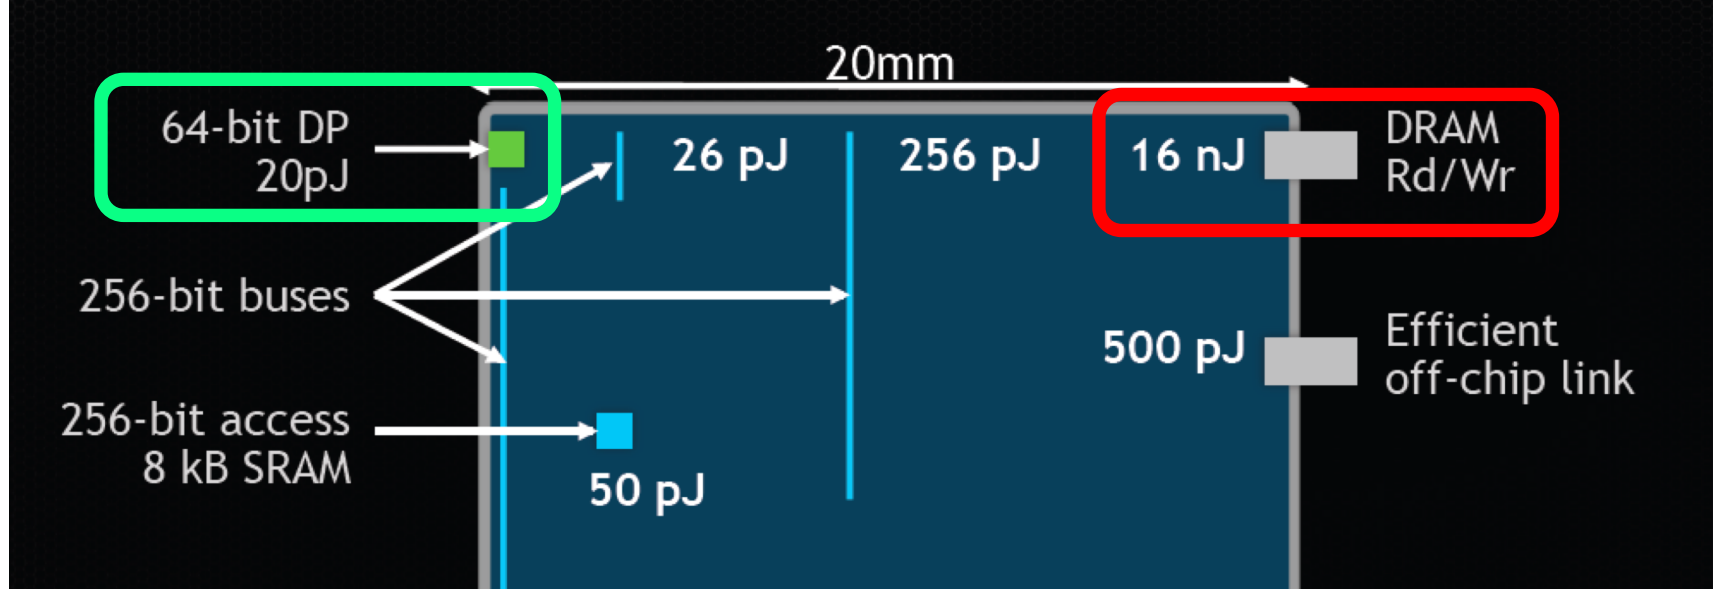 20mm
64-bit DP
20pJ
26 pJ
256 pJ
16 nJ
DRAM
Rd/Wr
256-bit buses
500 pJ
Efficient
off-chip link
256-bit access
8 kB SRAM
50 pJ